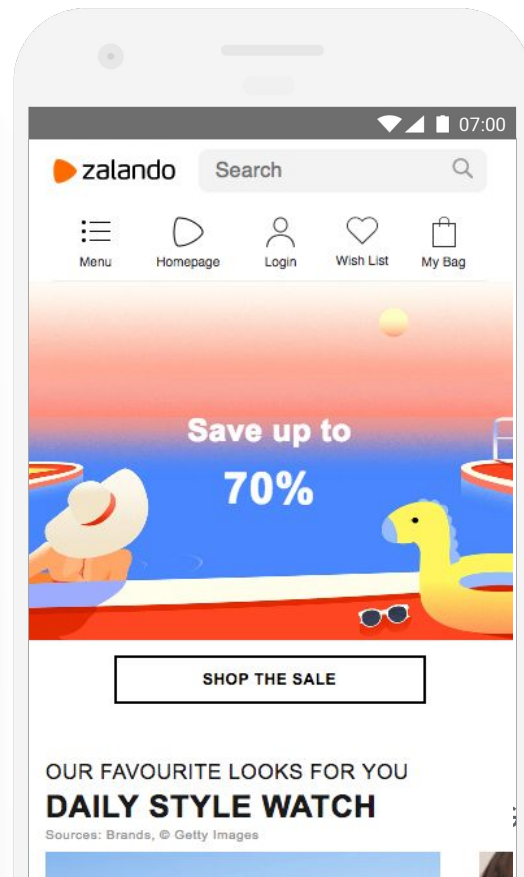 07:00
zalando Search
Menu Homepage Login Wish List My Bag
Save up to
70%
SHOP THE SALE
OUR FAVOURITE LOOKS FOR YOU
DAILY STYLE WATCH
Sources: Brands, © Getty Images